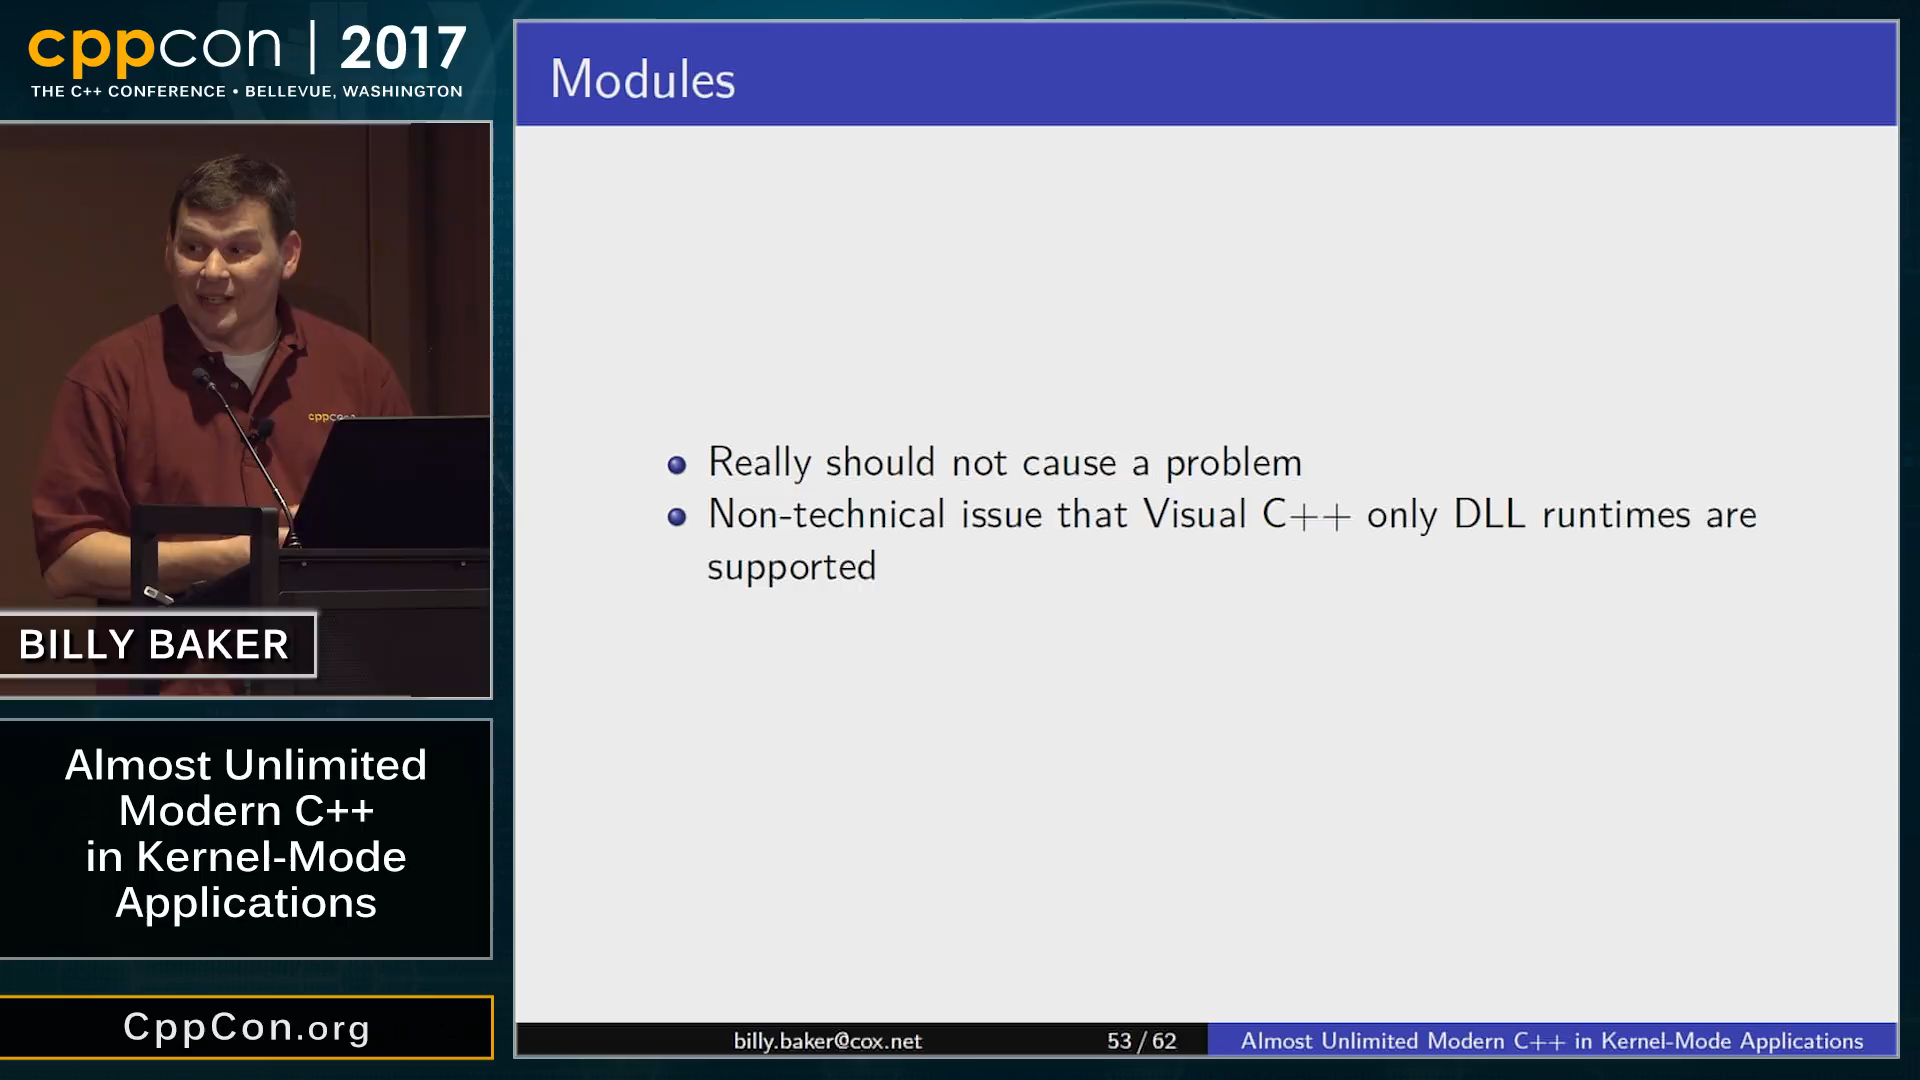 cppcon | 2017
THE C++ CONFERENCE • BELLEVUE, WASHINGTON
cppcon
BILLY BAKER
Almost Unlimited
Modern C++
in Kernel-Mode
Applications
CppCon.org
Modules
Really should not cause a problem
Non-technical issue that Visual C++ only DLL runtimes are
supported
billy.baker@cox.net
53 / 62
Almost Unlimited Modern C++ in Kernel-Mode Applications